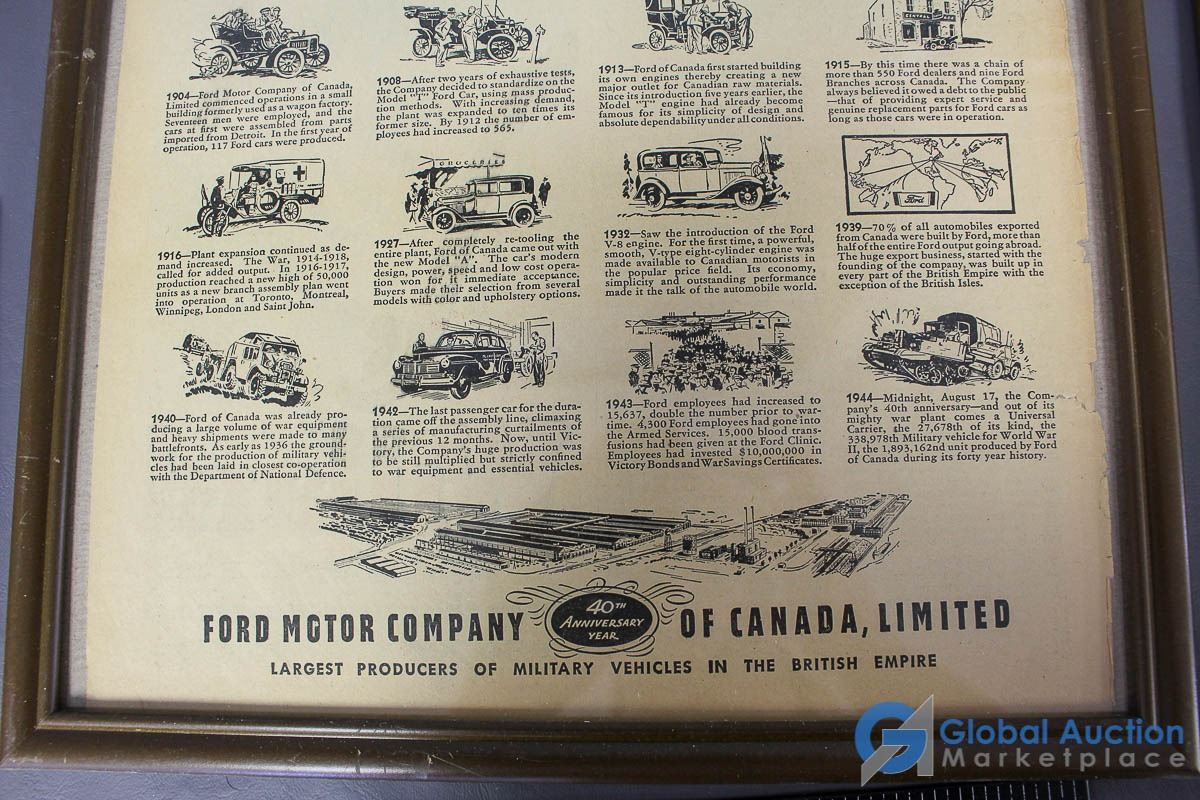 CENTRAL
1904—Ford Motor Company of Canada,
Limited commenced operations in a small
building formerly used as a wagon factory.
Seventeen men were employed, and the
cars at first were assembled from parts
imported from Detroit. In the first year of
operation, 117 Ford cars were produced.
1908—After two years of exhaustive tests,
the Company decided to standardize on the
Model "T" Ford Car, using mass produc-
tion methods. With increasing demand,
the plant was expanded to ten times its
former size. By 1912 the number of em-
ployees had increased to 565.
1913—Ford of Canada first started building
its own engines thereby creating a new
major outlet for Canadian raw materials.
Since its introduction five years earlier, the
Model "T" engine had already become
famous for its simplicity of design and
absolute dependability under all conditions.
1915—By this time there was a chain of
more than 550 Ford dealers and nine Ford
Branches across Canada. The Company
always believed it owed a debt to the public
—that of providing expert service and
genuine replacement parts for Ford cars as
long as those cars were in operation.
GROCERIES
Ford
1916—Plant expansion continued as de-
mand increased. The War, 1914-1918,
called for added output. In 1916-1917,
production reached a new high of 50,000
units as a new branch assembly plan went
into operation at Toronto, Montreal,
Winnipeg, London and Saint John.
1927—After completely re-tooling the
entire plant, Ford of Canada came out with
the new Model "A". The car's modern
design, power, speed and low cost opera-
tion won for it immediate acceptance.
Buyers made their selection from several
models with color and upholstery options.
1932—Saw the introduction of the Ford
V-8 engine. For the first time, a powerful,
smooth, V-type eight-cylinder engine was
made available to Canadian motorists in
the popular price field. Its economy,
simplicity and outstanding performance
made it the talk of the automobile world.
1939—70% of all automobiles exported
from Canada were built by Ford, more than
half of the entire Ford output going abroad.
The huge export business, started with the
founding of the company, was built up in
every part of the British Empire with the
exception of the British Isles.
1940—Ford of Canada was already pro-
ducing a large volume of war equipment
and heavy shipments were made to many
battlefronts. As early as 1936 the ground-
work for the production of military vehi-
cles had been laid in closest co-operation
with the Department of National Defence.
1942—The last passenger car for the dura-
tion came off the assembly line, climaxing
a series of manufacturing curtailments of
the previous 12 months. Now, until Vic-
tory, the Company's huge production was
to be still multiplied but strictly confined
to war equipment and essential vehicles.
1943—Ford employees had increased to
15,637, double the number prior to war-
time. 4,300 Ford employees had gone into
the Armed Services. 15,000 blood trans-
fusions had been given at the Ford Clinic.
Employees had invested $10,000,000 in
Victory Bonds and War Savings Certificates.
1944—Midnight, August 17, the Com-
pany's 40th anniversary—and out of its
mighty war plant comes a Universal
Carrier, the 27,678th of its kind, the
338,978th Military vehicle for World War
II, the 1,893,162nd unit produced by Ford
of Canada during its forty year history.
FORD MOTOR COMPANY OF CANADA, LIMITED
40TH
ANNIVERSARY
YEAR
LARGEST PRODUCERS OF MILITARY VEHICLES IN THE BRITISH EMPIRE
Global Auction
Marketplace